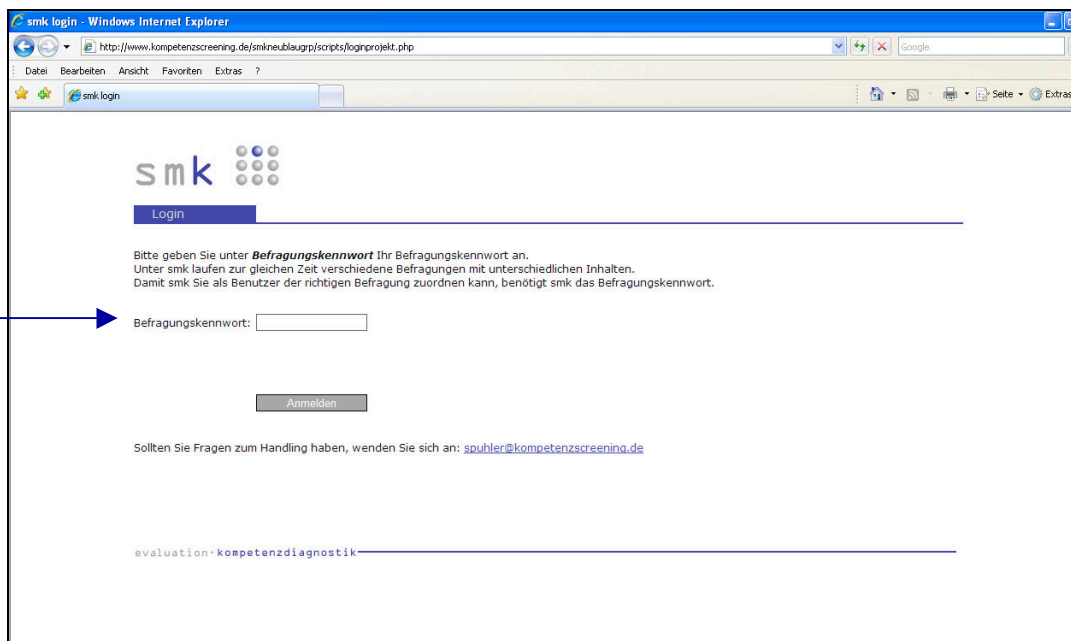 smk login - Windows Internet Explorer
http://www.kompetenzscreening.de/smkneublaugrp/scripts/loginprojekt.php
Google
Datei Bearbeiten Ansicht Favoriten Extras ?
smk login
Seite
Extras
smk
Login
Bitte geben Sie unter Befragungskennwort Ihr Befragungskennwort an.
Unter smk laufen zur gleichen Zeit verschiedene Befragungen mit unterschiedlichen Inhalten.
Damit smk Sie als Benutzer der richtigen Befragung zuordnen kann, benötigt smk das Befragungskennwort.
Befragungskennwort:
Anmelden
Sollten Sie Fragen zum Handling haben, wenden Sie sich an: spuhler@kompetenzscreening.de
evaluation·kompetenzdiagnostik